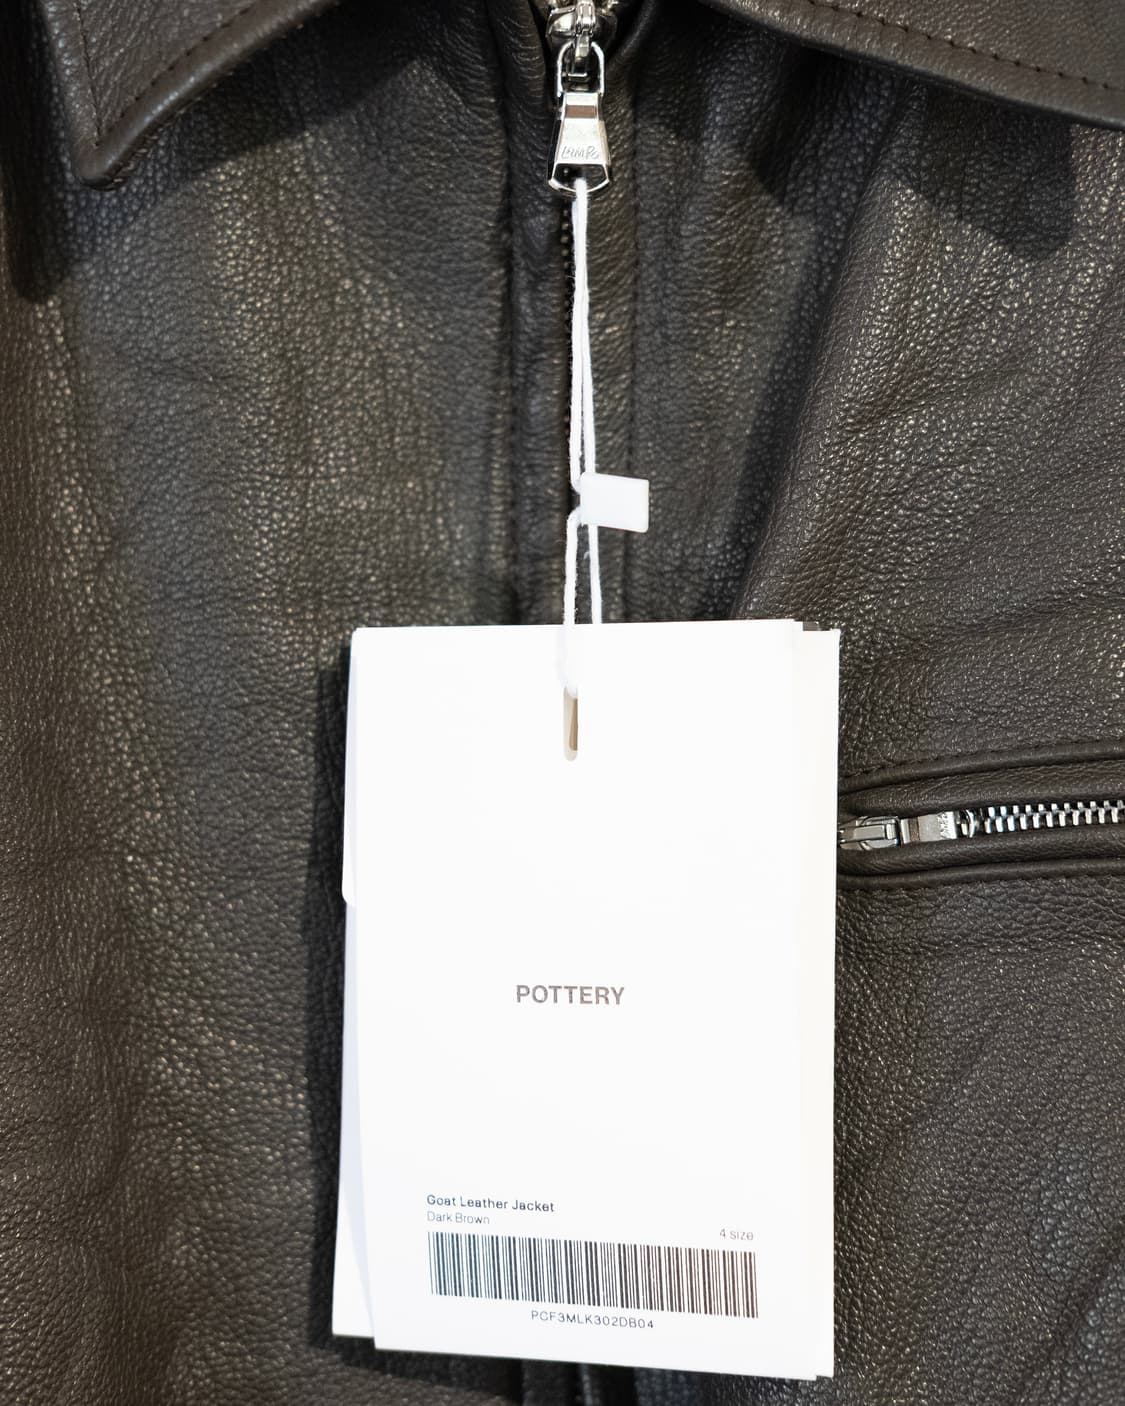 POTTERY
Goat Leather Jacket
Dark Brown
4 size
PCF3MLK302DB04